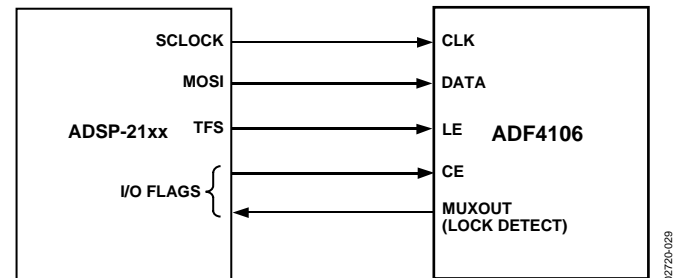 SCLOCK
CLK
MOSI
DATA
ADSP-21xx
TFS
LE
ADF4106
I/O FLAGS
CE
MUXOUT
(LOCK DETECT)
02720-029